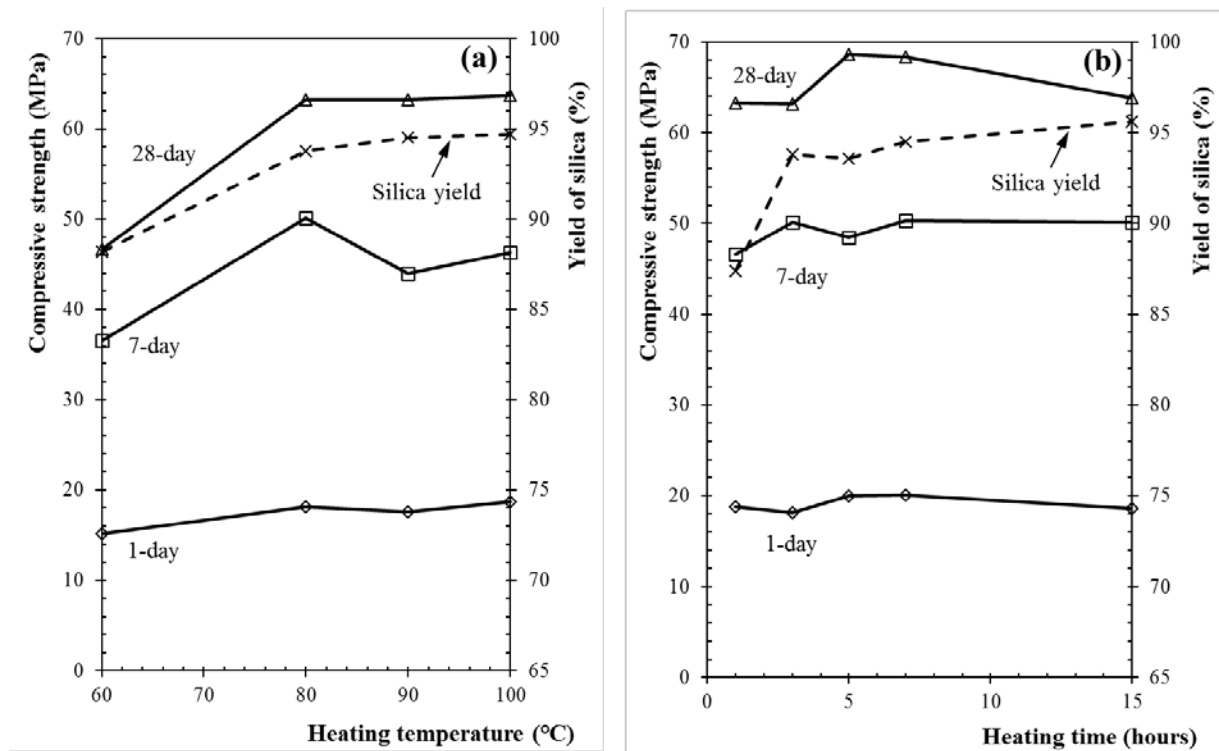 (a)
Compressive strength (MPa)
70
60
50
40
30
20
10
0
28-day
Silica yield
7-day
1-day
100
95
90
85
80
75
70
65
Yield of silica (%)
60
70
80
90
100
Heating temperature (°C)
(b)
Compressive strength (MPa)
70
60
50
40
30
20
10
0
28-day
Silica yield
7-day
1-day
100
95
90
85
80
75
70
65
Yield of silica (%)
0
5
10
15
Heating time (hours)